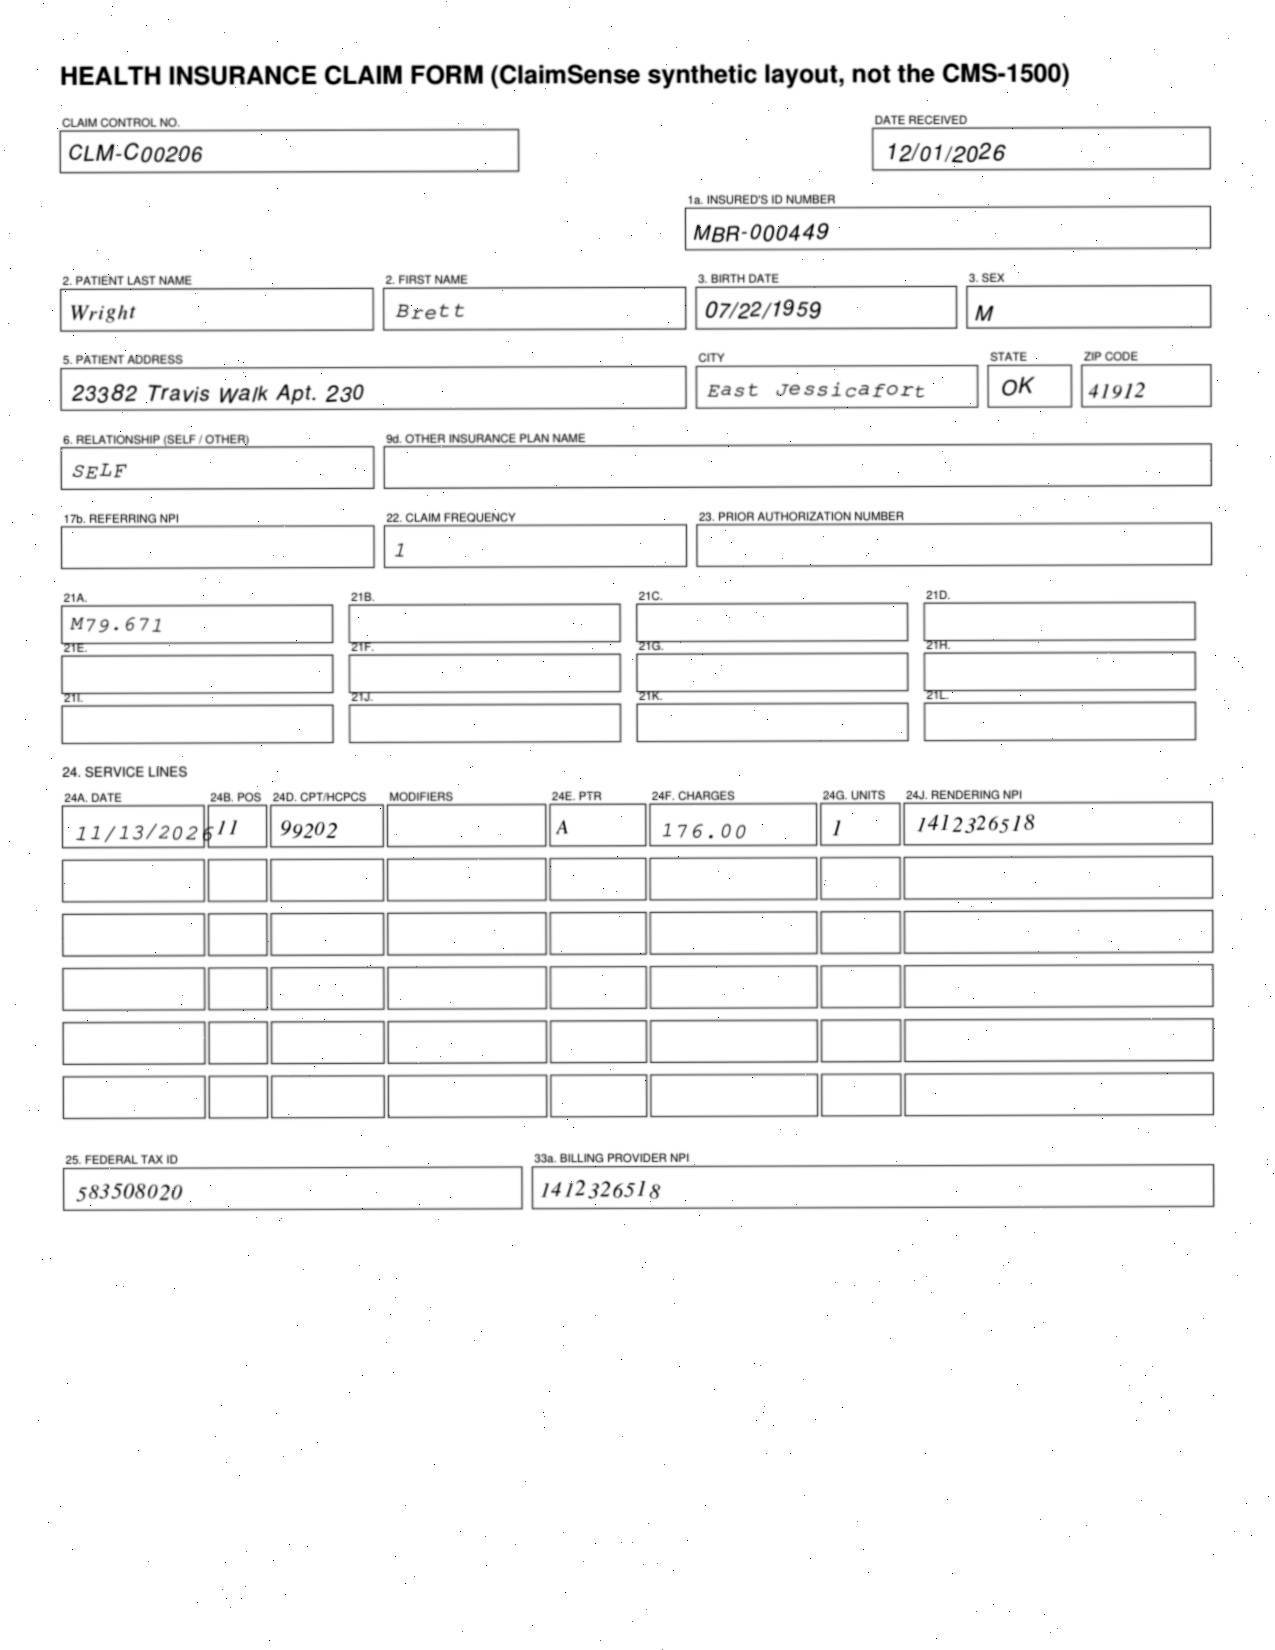 HEALTH INSURANCE CLAIM FORM (ClaimSense synthetic layout, not the CMS-1500)
CLAIM CONTROL NO. DATE RECEIVED
CLM-C00206 12/01/2026
1a. INSURED'S ID NUMBER
MBR-000449
2. PATIENT LAST NAME 2. FIRST NAME 3. BIRTH DATE 3. SEX
Wright Brett 07/22/1959 M
5. PATIENT ADDRESS CITY STATE ZIP CODE
23382 Travis Walk Apt. 230 East Jessicafort OK 41912
6. RELATIONSHIP (SELF / OTHER) 9d. OTHER INSURANCE PLAN NAME
SELF
17b. REFERRING NPI 22. CLAIM FREQUENCY 23. PRIOR AUTHORIZATION NUMBER
1
21A. 21B. 21C. 21D.
M79.671
21E. 21F. 21G. 21H.
21I. 21J. 21K. 21L.
24. SERVICE LINES
24A. DATE 24B. POS 24D. CPT/HCPCS MODIFIERS 24E. PTR 24F. CHARGES 24G. UNITS 24J. RENDERING NPI
11/13/2026 11 99202 A 176.00 1 1412326518
25. FEDERAL TAX ID 33a. BILLING PROVIDER NPI
583508020 1412326518